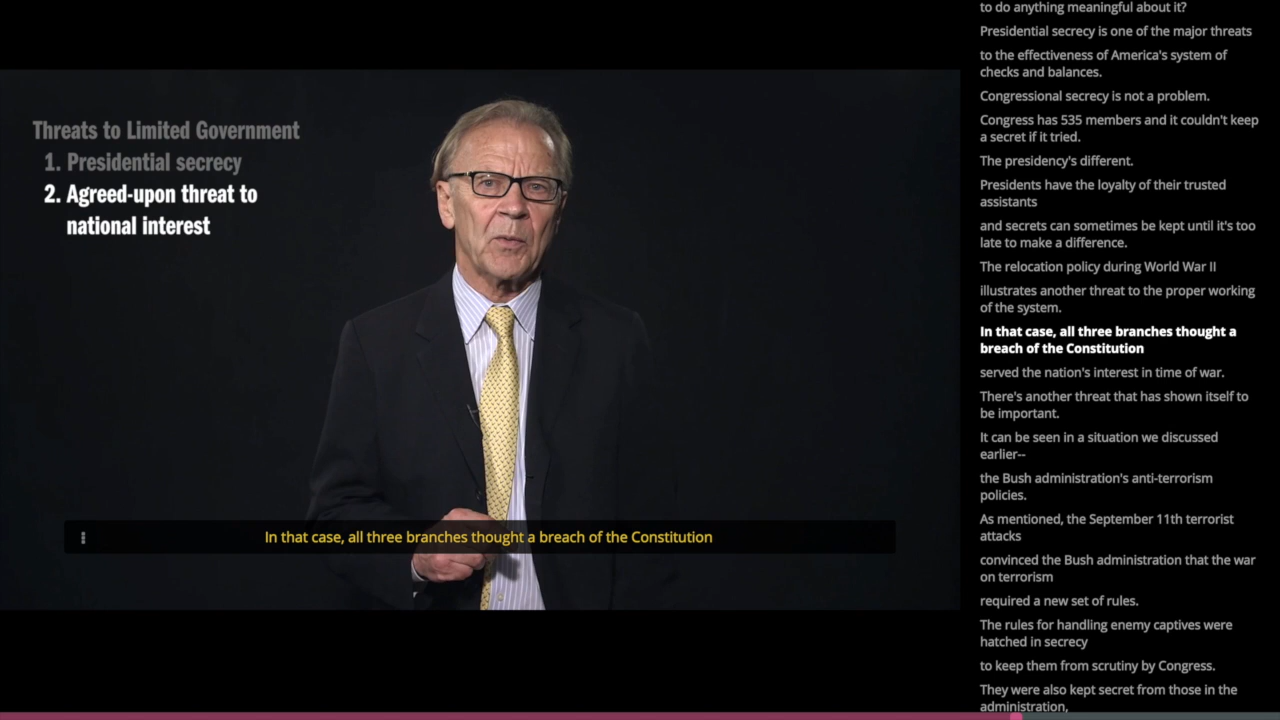 Threats to Limited Government
1. Presidential secrecy
2. Agreed-upon threat to
national interest
In that case, all three branches thought a breach of the Constitution
to do anything meaningful about it?
Presidential secrecy is one of the major threats
to the effectiveness of America's system of
checks and balances.
Congressional secrecy is not a problem.
Congress has 535 members and it couldn't keep
a secret if it tried.
The presidency's different.
Presidents have the loyalty of their trusted
assistants
and secrets can sometimes be kept until it's too
late to make a difference.
The relocation policy during World War II
illustrates another threat to the proper working
of the system.
In that case, all three branches thought a
breach of the Constitution
served the nation's interest in time of war.
There's another threat that has shown itself to
be important.
It can be seen in a situation we discussed
earlier--
the Bush administration's anti-terrorism
policies.
As mentioned, the September 11th terrorist
attacks
convinced the Bush administration that the war
on terrorism
required a new set of rules.
The rules for handling enemy captives were
hatched in secrecy
to keep them from scrutiny by Congress.
They were also kept secret from those in the
administration,